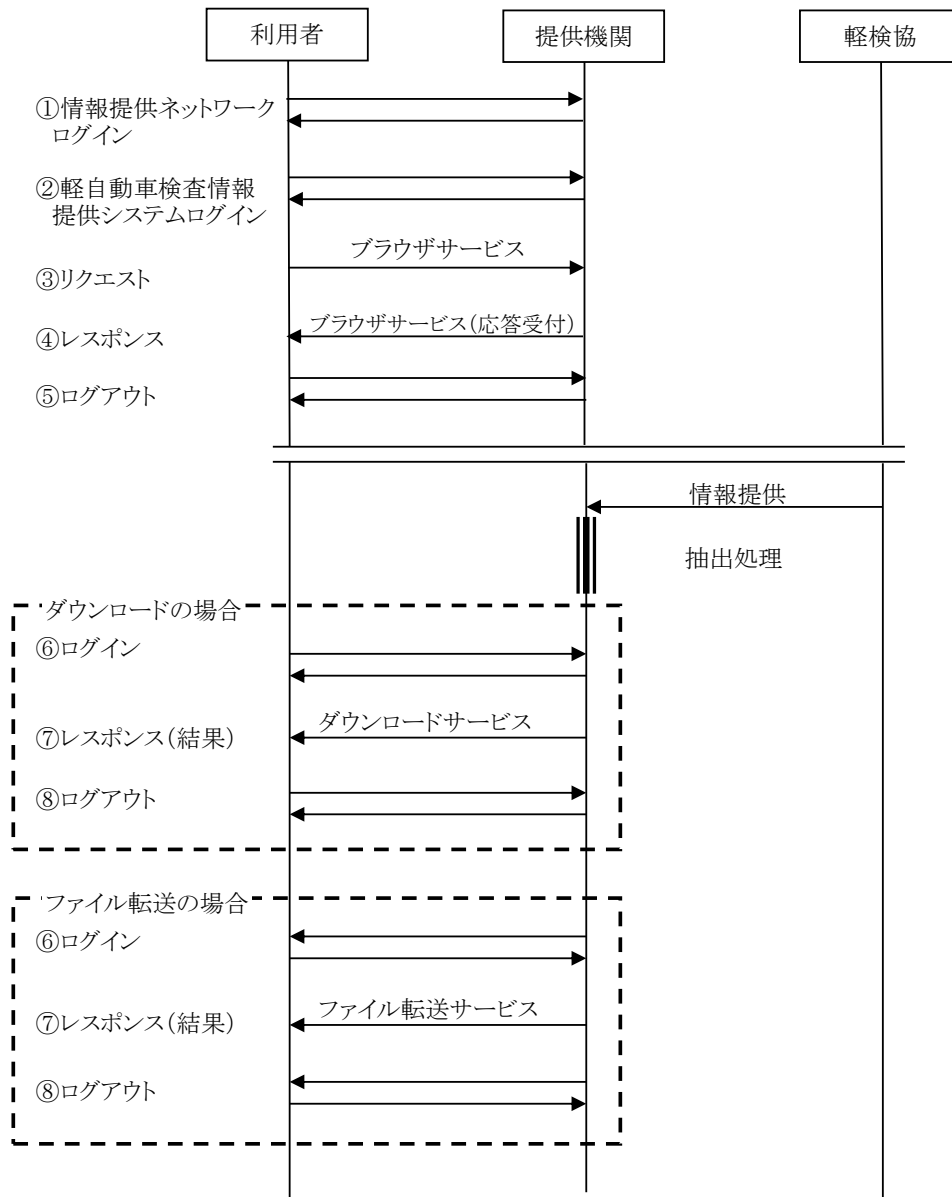 利用者
提供機関
軽検協
①情報提供ネットワーク
ログイン
②軽自動車検査情報
提供システムログイン
ブラウザサービス
③リクエスト
ブラウザサービス(応答受付)
④レスポンス
⑤ログアウト
情報提供
抽出処理
ダウンロードの場合
⑥ログイン
ダウンロードサービス
⑦レスポンス(結果)
⑧ログアウト
ファイル転送の場合
⑥ログイン
ファイル転送サービス
⑦レスポンス(結果)
⑧ログアウト